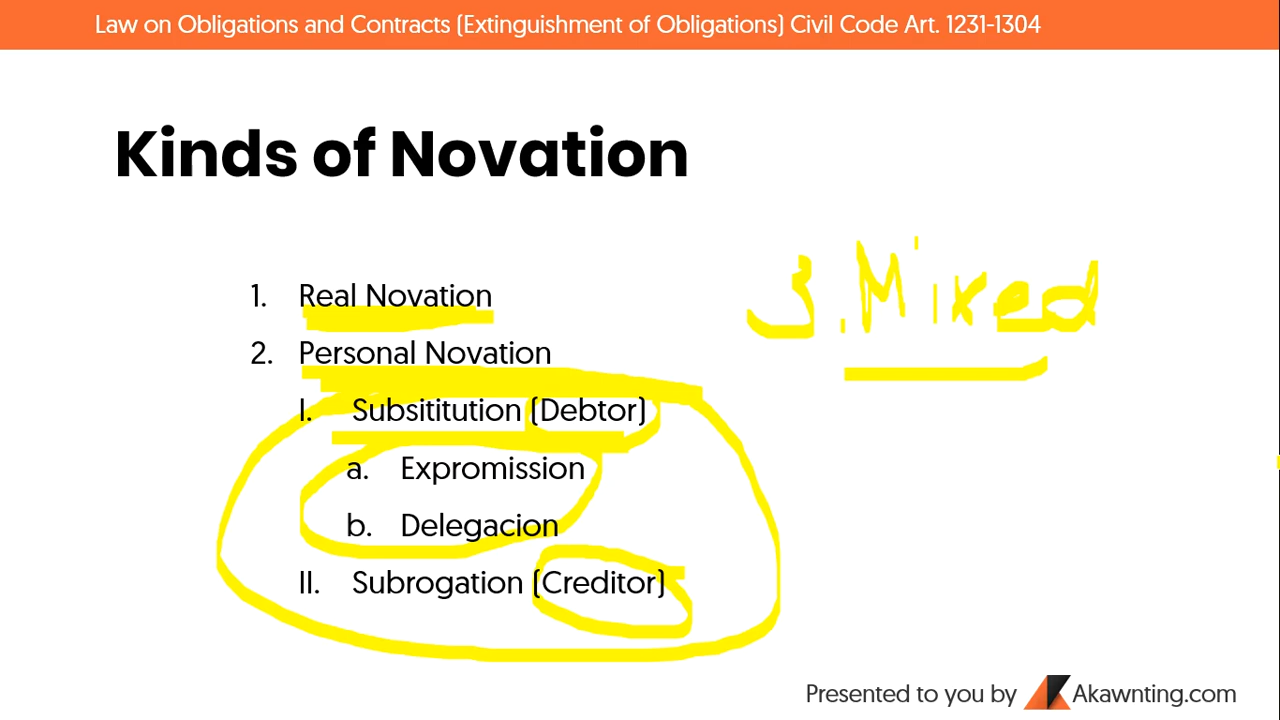 Law on Obligations and Contracts (Extinguishment of Obligations) Civil Code Art. 1231-1304
Kinds of Novation
1. Real Novation
2. Personal Novation
I. Subsititution (Debtor)
a. Expromission
b. Delegacion
II. Subrogation (Creditor)
3. Mixed
Presented to you by Akawnting.com